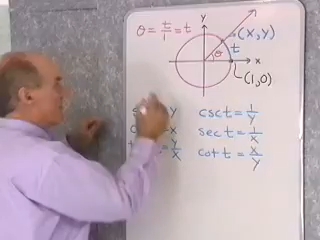 θ = t/1 = t
y
(x, y)
t
θ
x
(1, 0)
y csc t = 1/y
x sec t = 1/x
t = y/x cot t = x/y